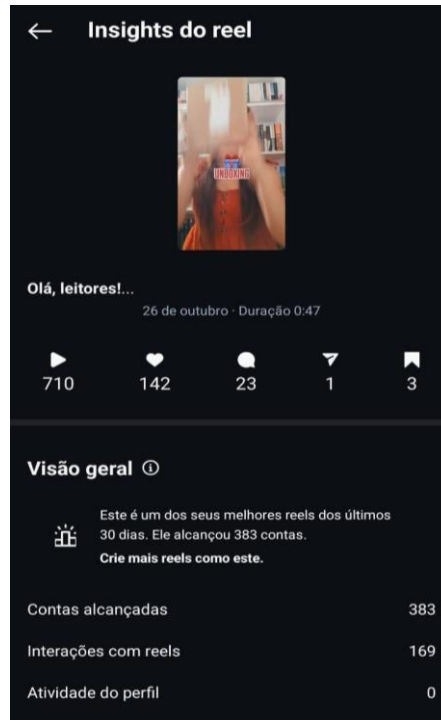 Insights do reel
UNBOXING
Olá, leitores!...
26 de outubro · Duração 0:47
710 142 23 1 3
Visão geral
Este é um dos seus melhores reels dos últimos
30 dias. Ele alcançou 383 contas.
Crie mais reels como este.
Contas alcançadas 383
Interações com reels 169
Atividade do perfil 0